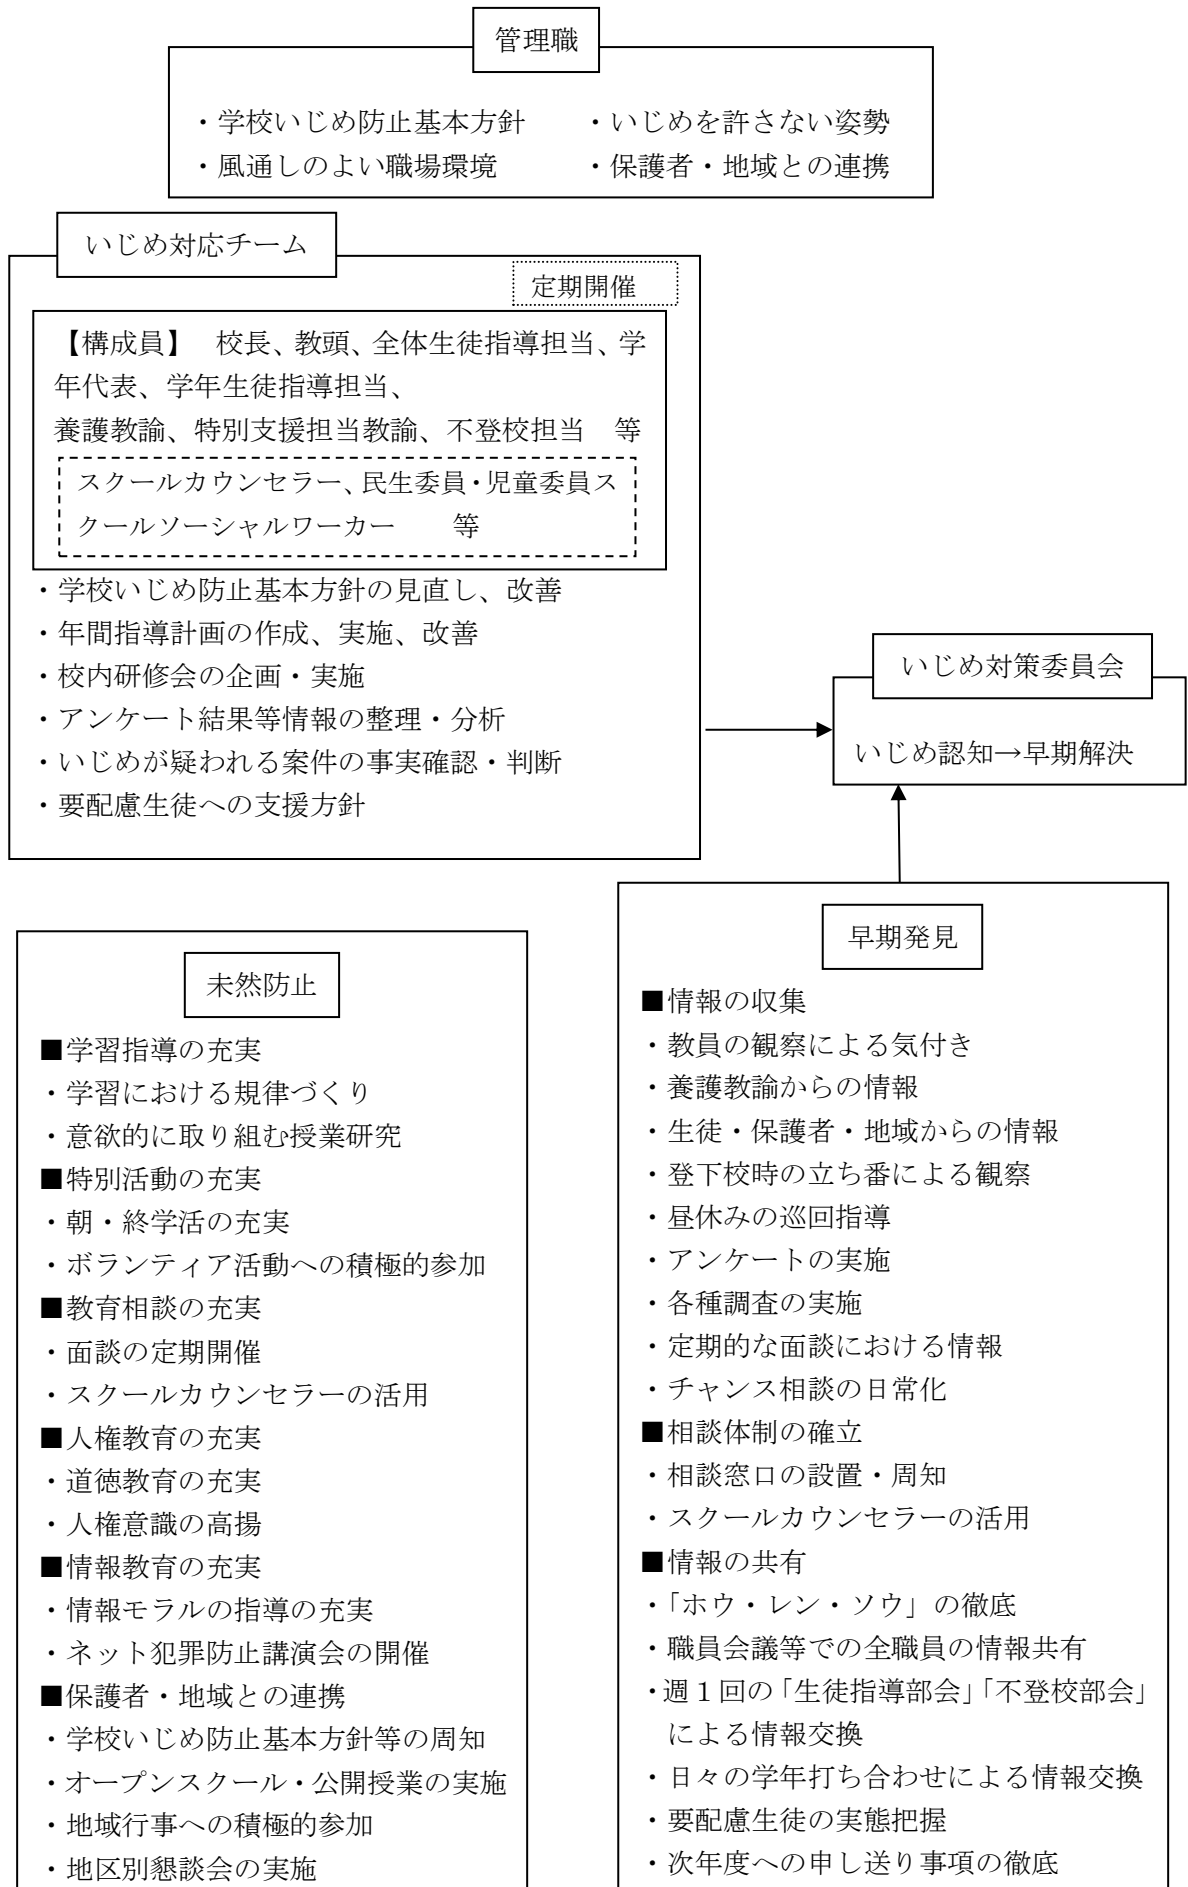 管理職
・学校いじめ防止基本方針　・いじめを許さない姿勢
・風通しのよい職場環境　・保護者・地域との連携
いじめ対応チーム
定期開催
【構成員】　校長、教頭、全体生徒指導担当、学
年代表、学年生徒指導担当、
養護教諭、特別支援担当教諭、不登校担当　等
スクールカウンセラー、民生委員・児童委員ス
クールソーシャルワーカー　　等
・学校いじめ防止基本方針の見直し、改善
・年間指導計画の作成、実施、改善
・校内研修会の企画・実施
・アンケート結果等情報の整理・分析
・いじめが疑われる案件の事実確認・判断
・要配慮生徒への支援方針
いじめ対策委員会
いじめ認知→早期解決
未然防止
■学習指導の充実
・学習における規律づくり
・意欲的に取り組む授業研究
■特別活動の充実
・朝・終学活の充実
・ボランティア活動への積極的参加
■教育相談の充実
・面談の定期開催
・スクールカウンセラーの活用
■人権教育の充実
・道徳教育の充実
・人権意識の高揚
■情報教育の充実
・情報モラルの指導の充実
・ネット犯罪防止講演会の開催
■保護者・地域との連携
・学校いじめ防止基本方針等の周知
・オープンスクール・公開授業の実施
・地域行事への積極的参加
・地区別懇談会の実施
早期発見
■情報の収集
・教員の観察による気付き
・養護教諭からの情報
・生徒・保護者・地域からの情報
・登下校時の立ち番による観察
・昼休みの巡回指導
・アンケートの実施
・各種調査の実施
・定期的な面談における情報
・チャンス相談の日常化
■相談体制の確立
・相談窓口の設置・周知
・スクールカウンセラーの活用
■情報の共有
・「ホウ・レン・ソウ」の徹底
・職員会議等での全職員の情報共有
・週１回の「生徒指導部会」「不登校部会」
による情報交換
・日々の学年打ち合わせによる情報交換
・要配慮生徒の実態把握
・次年度への申し送り事項の徹底